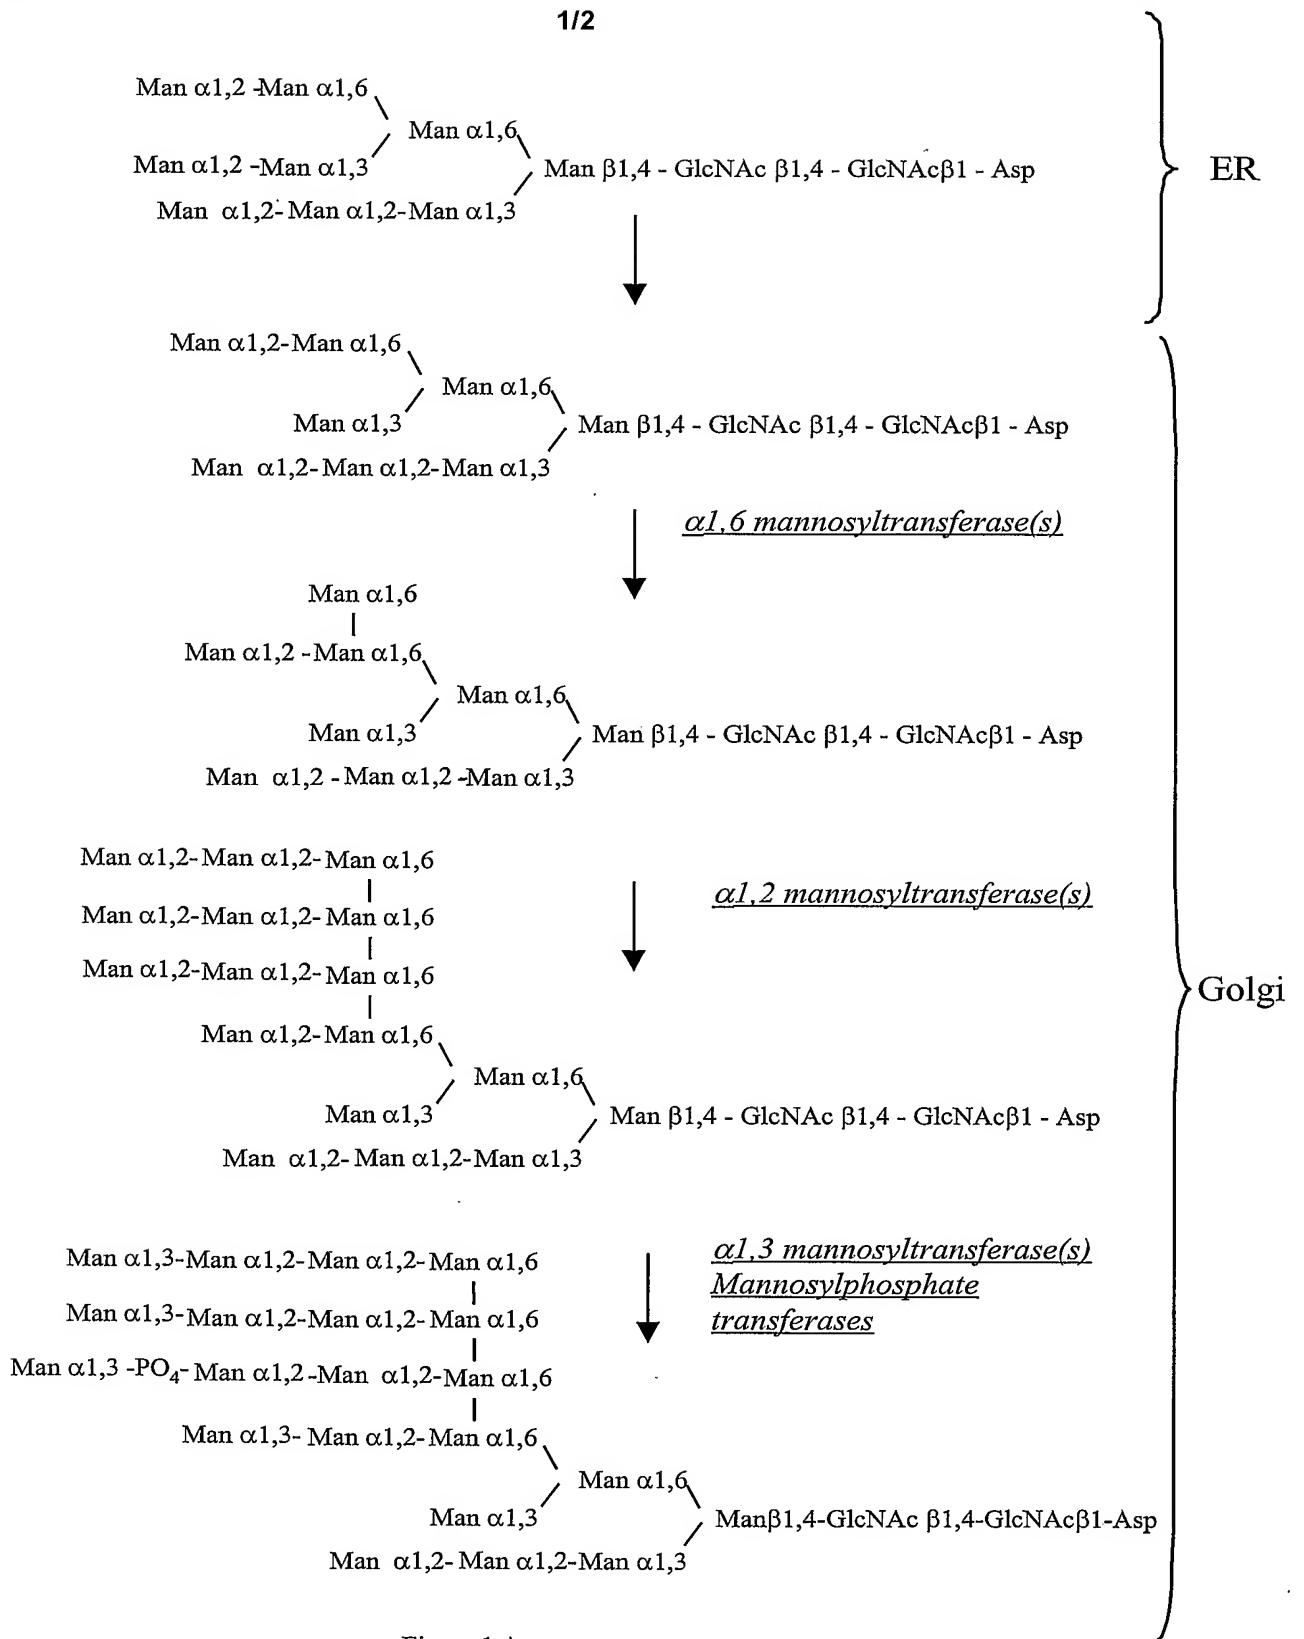 1/2
Man α1,2 -Man α1,6
Man α1,6
Man α1,2 -Man α1,3
Man β1,4 - GlcNAc β1,4 - GlcNAcβ1 - Asp
ER
Man α1,2- Man α1,2-Man α1,3
Man α1,2-Man α1,6
Man α1,6
Man α1,3
Man β1,4 - GlcNAc β1,4 - GlcNAcβ1 - Asp
Man α1,2- Man α1,2-Man α1,3
α1,6 mannosyltransferase(s)
Man α1,6
Man α1,2 -Man α1,6
Man α1,6
Man α1,3
Man β1,4 - GlcNAc β1,4 - GlcNAcβ1 - Asp
Man α1,2 - Man α1,2 -Man α1,3
Man α1,2- Man α1,2- Man α1,6
α1,2 mannosyltransferase(s)
Man α1,2- Man α1,2- Man α1,6
Man α1,2- Man α1,2- Man α1,6
Golgi
Man α1,2-Man α1,6
Man α1,6
Man α1,3
Man β1,4 - GlcNAc β1,4 - GlcNAcβ1 - Asp
Man α1,2- Man α1,2-Man α1,3
Man α1,3-Man α1,2-Man α1,2- Man α1,6
α1,3 mannosyltransferase(s)
Mannosylphosphate
transferases
Man α1,3-Man α1,2-Man α1,2- Man α1,6
Man α1,3 -PO4- Man α1,2 -Man α1,2-Man α1,6
Man α1,3- Man α1,2-Man α1,6
Man α1,6
Man α1,3
Manβ1,4-GlcNAc β1,4-GlcNAcβ1-Asp
Man α1,2- Man α1,2-Man α1,3